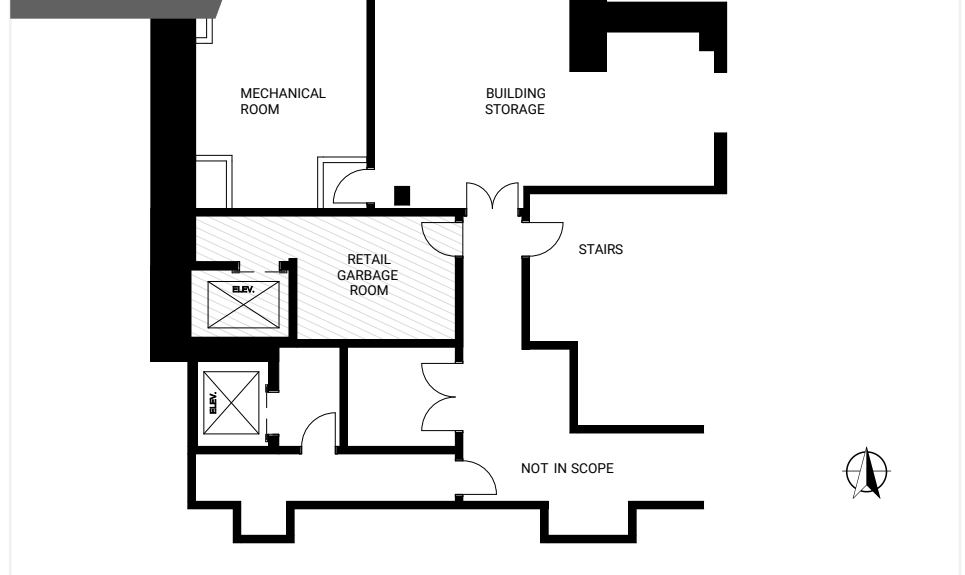 MECHANICAL
ROOM
BUILDING
STORAGE
STAIRS
RETAIL
GARBAGE
ROOM
ELEV.
ELEV.
NOT IN SCOPE